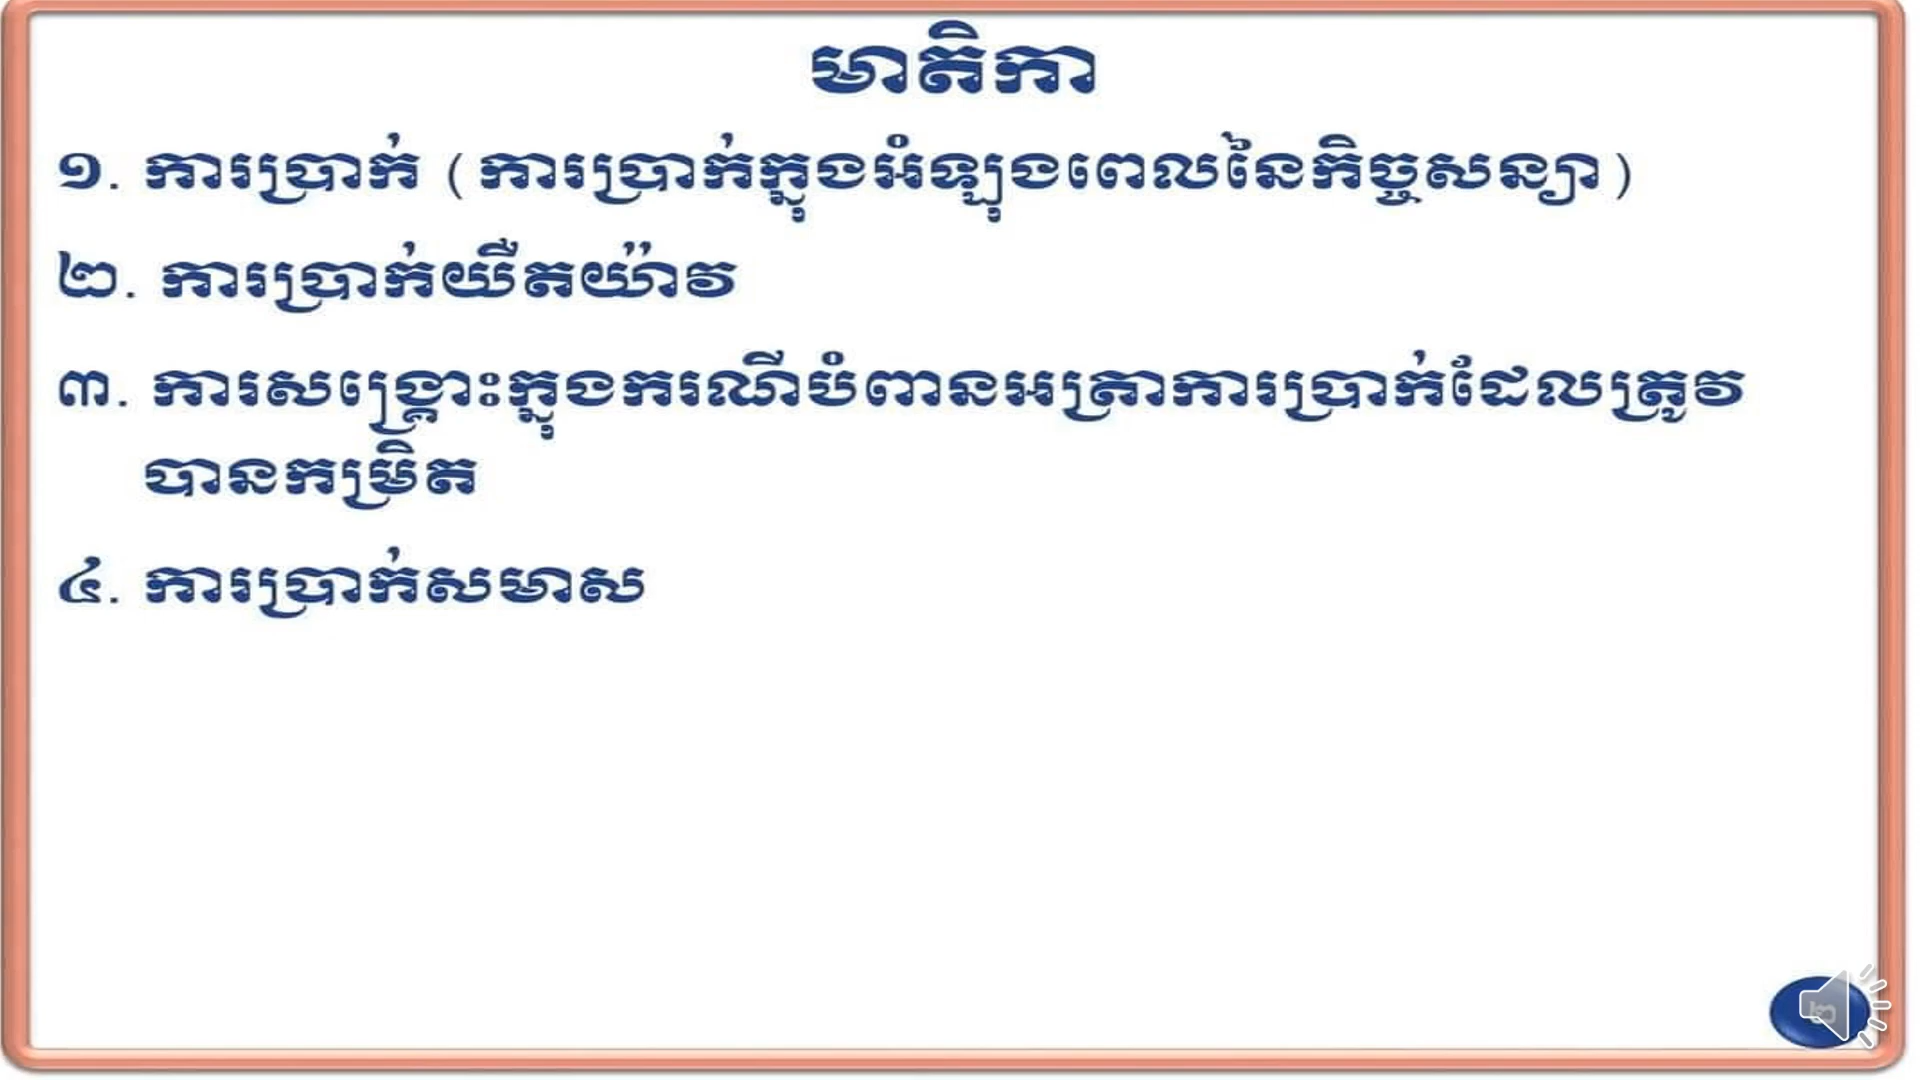 មាតិកា
១. ការប្រាក់ (ការប្រាក់ក្នុងអំឡុងពេលនៃកិច្ចសន្យា)
២. ការប្រាក់យឺតយ៉ាវ
៣. ការសង្គ្រោះក្នុងករណីបំពានអត្រាការប្រាក់ដែលត្រូវ
បានកម្រិត
៤. ការប្រាក់សមាស
២